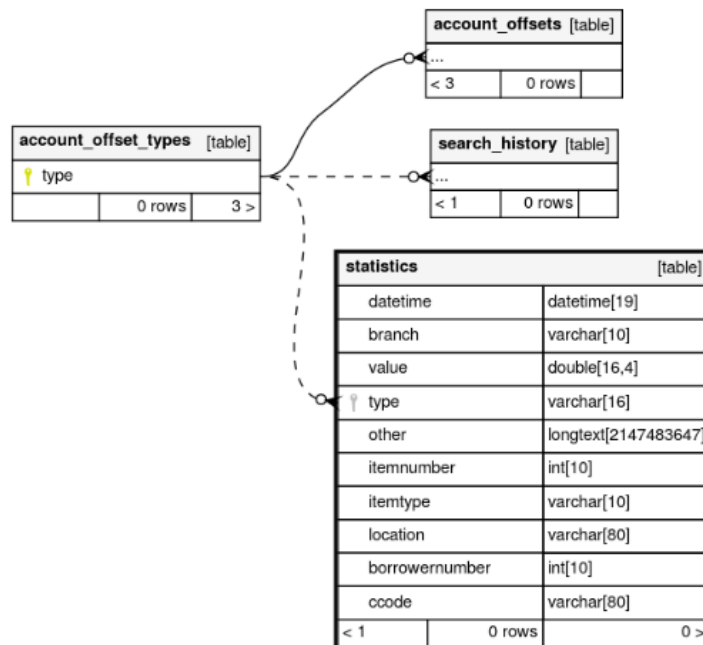 account_offsets [table]
...
< 3 0 rows
account_offset_types [table]
type
0 rows 3 >
search_history [table]
...
< 1 0 rows
statistics [table]
datetime datetime[19]
branch varchar[10]
value double[16,4]
type varchar[16]
other longtext[2147483647]
itemnumber int[10]
itemtype varchar[10]
location varchar[80]
borrowernumber int[10]
ccode varchar[80]
< 1 0 rows 0 >